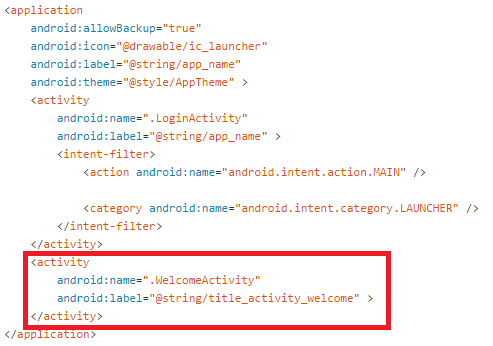 <application
android:allowBackup="true"
android:icon="@drawable/ic_launcher"
android:label="@string/app_name"
android:theme="@style/AppTheme" >
<activity
android:name=".LoginActivity"
android:label="@string/app_name" >
<intent-filter>
<action android:name="android.intent.action.MAIN" />
<category android:name="android.intent.category.LAUNCHER" />
</intent-filter>
</activity>
<activity
android:name=".WelcomeActivity"
android:label="@string/title_activity_welcome" >
</activity>
</application>